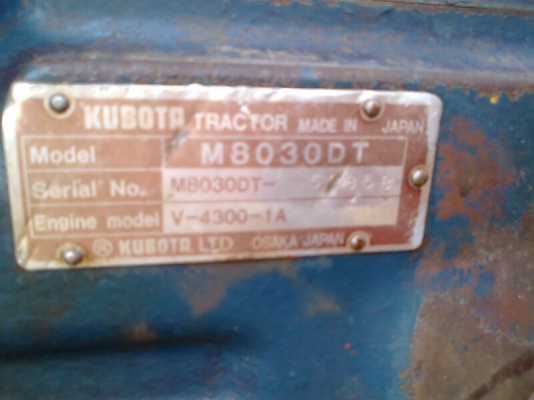 KUBOTA TRACTOR MADE IN JAPAN
Model M8030DT
Serial No. M8030DT-
Engine model V-4300-1A
® KUBOTA, LTD OSAKA JAPAN